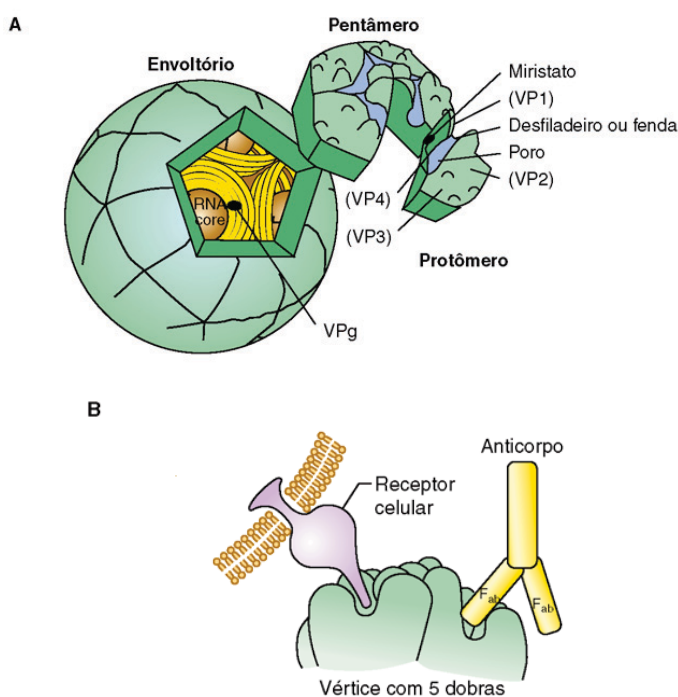 A
Pentâmero
Envoltório
Miristato
(VP1)
Desfiladeiro ou fenda
Poro
(VP2)
(VP4)
(VP3)
Protômero
RNA
core
VPg
B
Anticorpo
Receptor
celular
Fab
Fab
Vértice com 5 dobras